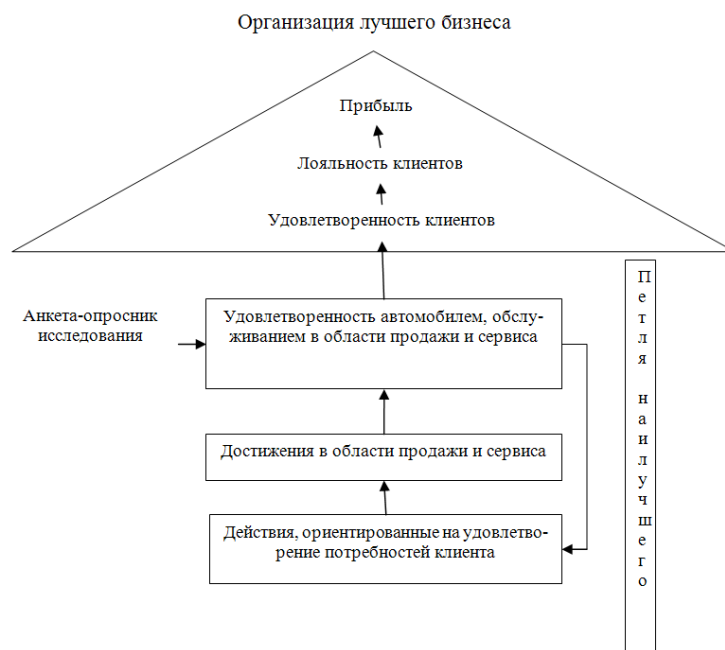 Организация лучшего бизнеса
Прибыль
Лояльность клиентов
Удовлетворенность клиентов
Анкета-опросник
исследования
Удовлетворенность автомобилем, обслу-
живанием в области продажи и сервиса
Достижения в области продажи и сервиса
Действия, ориентированные на удовлетво-
рение потребностей клиента
Петля наилучшего